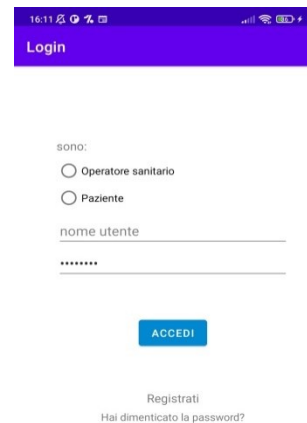 16:11
Login
sono:
Operatore sanitario
Paziente
nome utente
••••••••
ACCEDI
Registrati
Hai dimenticato la password?